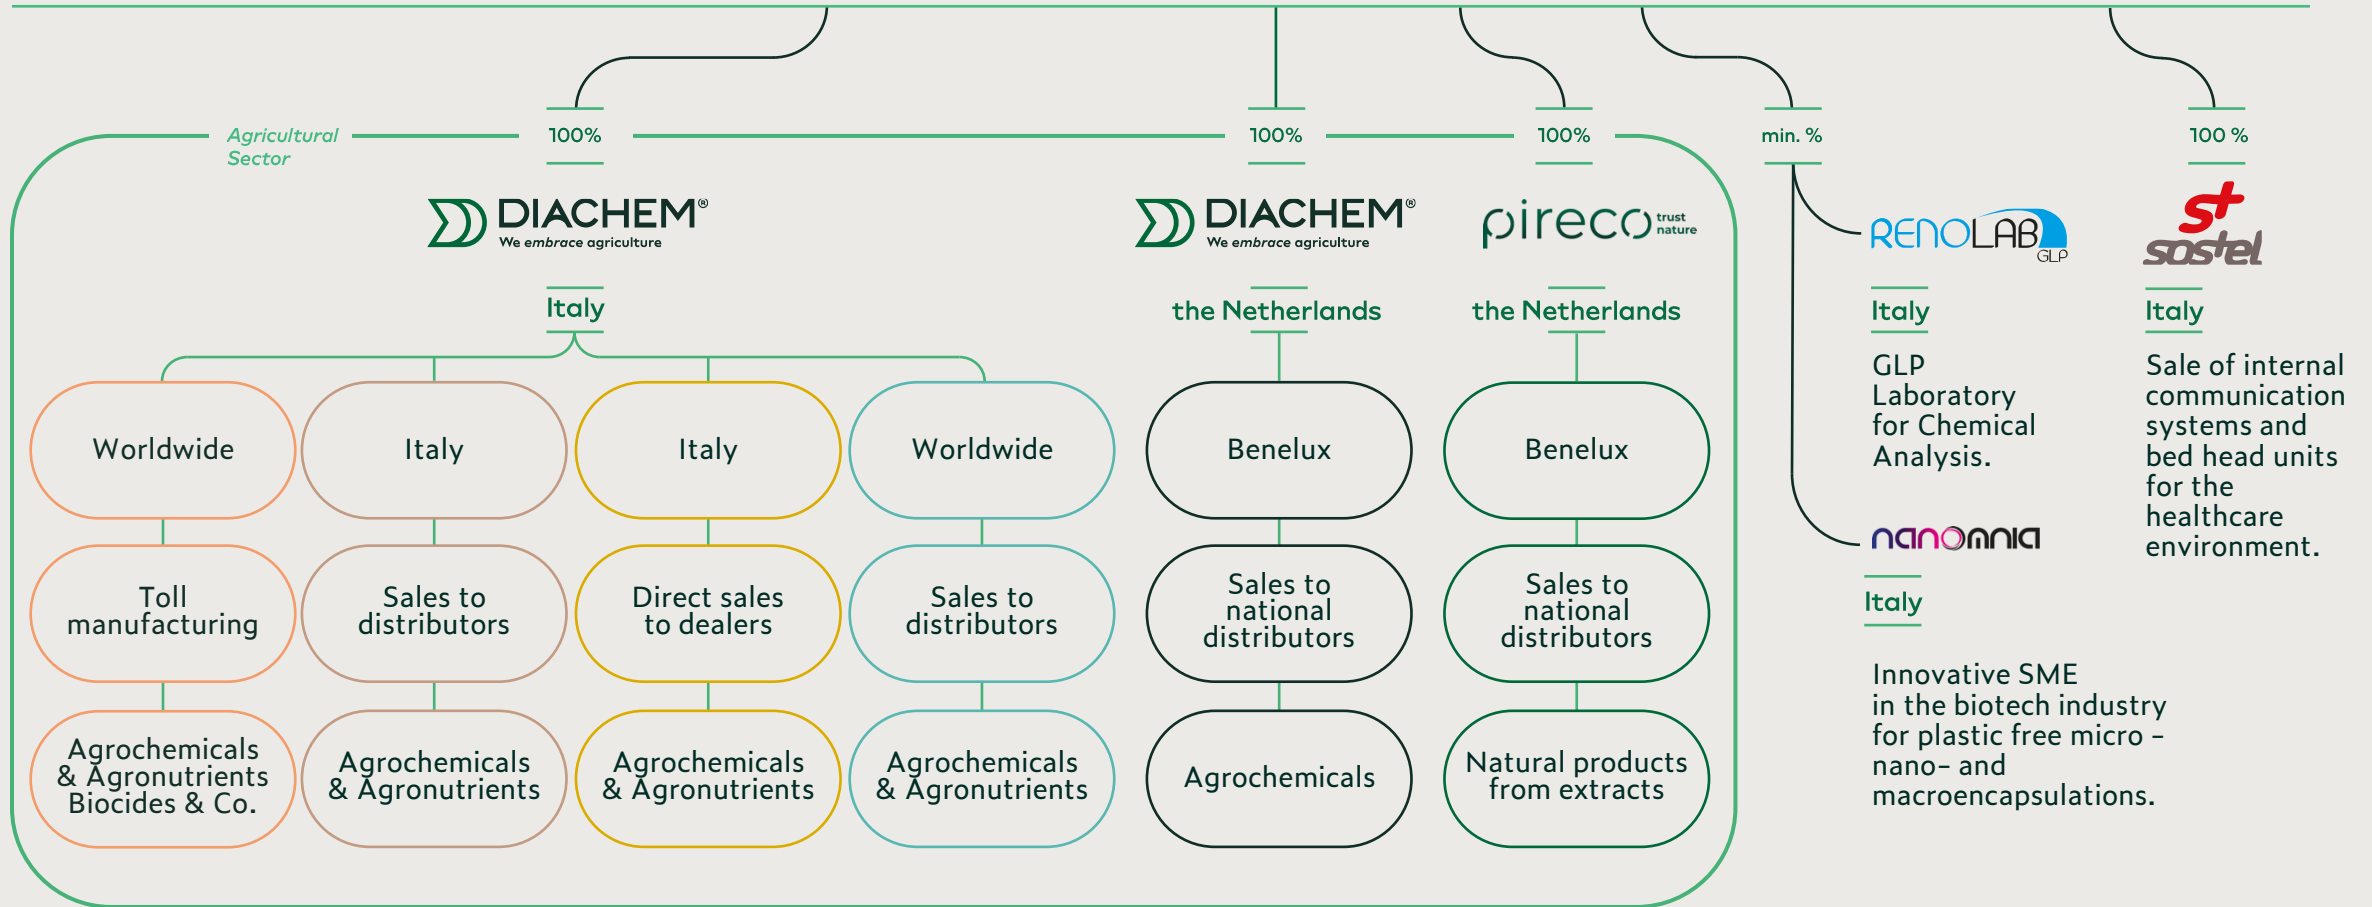 Agricultural
Sector
100%
100%
100%
min. %
100 %
DIACHEM®
We embrace agriculture
DIACHEM®
We embrace agriculture
pireco trust
nature
RENOLAB
GLP
st
sostel
Italy
the Netherlands
the Netherlands
Italy
Italy
Worldwide
Toll
manufacturing
Agrochemicals
& Agronutrients
Biocides & Co.
Italy
Sales to
distributors
Agrochemicals
& Agronutrients
Italy
Direct sales
to dealers
Agrochemicals
& Agronutrients
Worldwide
Sales to
distributors
Agrochemicals
& Agronutrients
Benelux
Sales to
national
distributors
Agrochemicals
Benelux
Sales to
national
distributors
Natural products
from extracts
GLP
Laboratory
for Chemical
Analysis.
nanomnia
Italy
Innovative SME
in the biotech industry
for plastic free micro -
nano- and
macroencapsulations.
Sale of internal
communication
systems and
bed head units
for the
healthcare
environment.